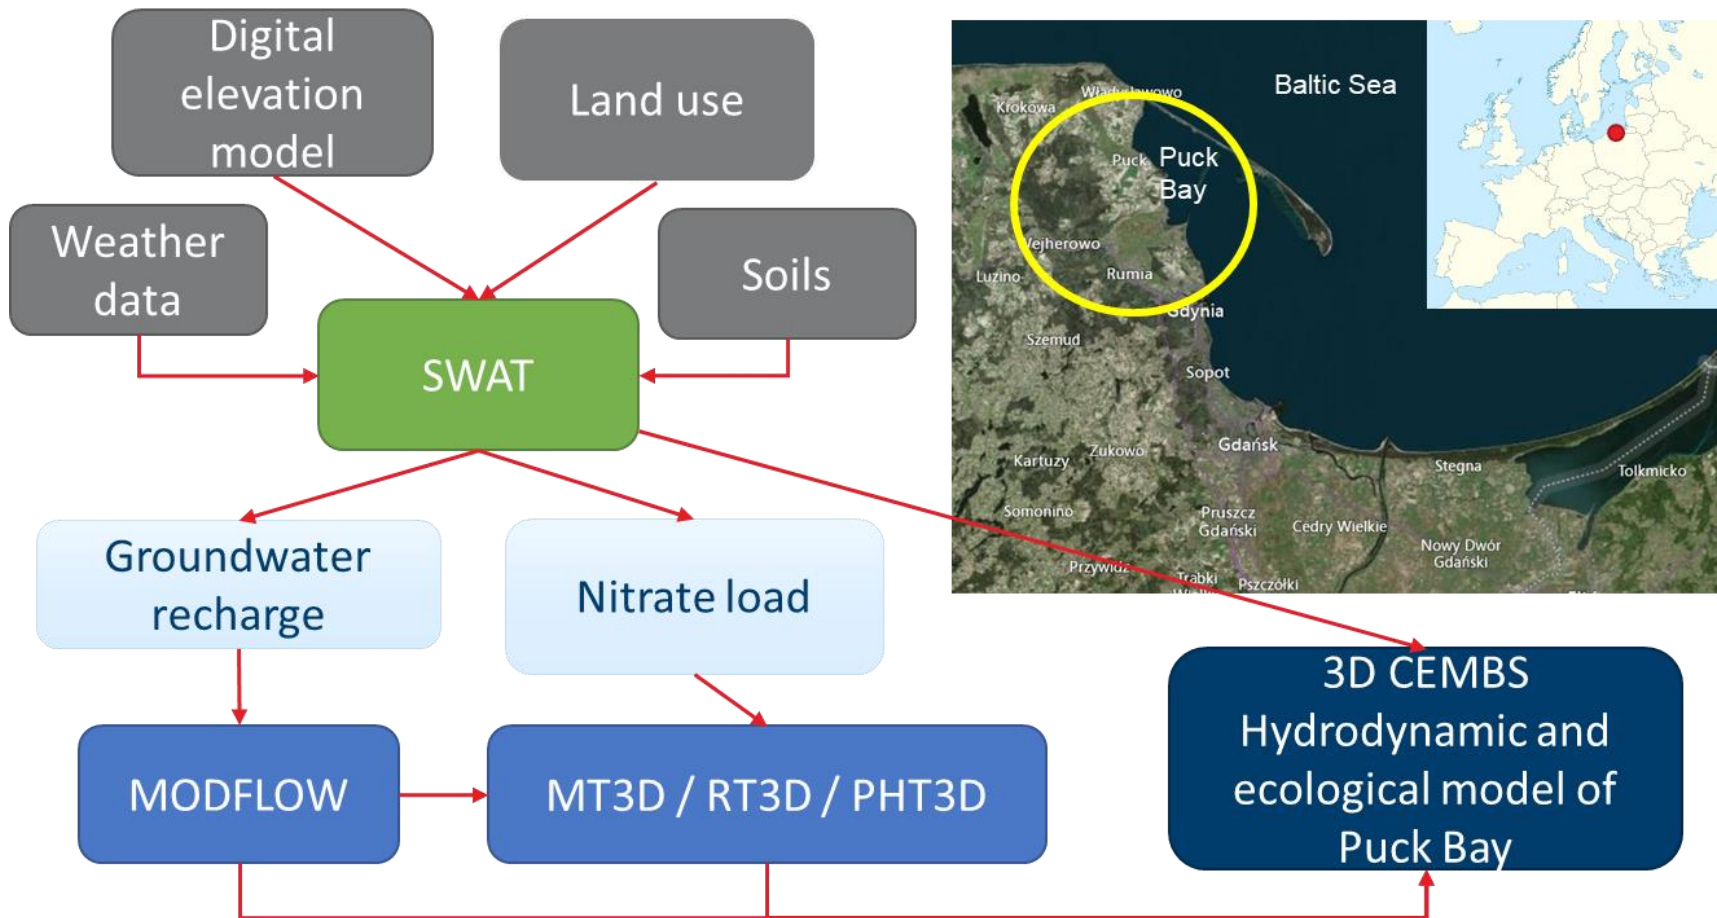 Digital
elevation
model
Land use
Weather
data
Soils
SWAT
Groundwater
recharge
Nitrate load
MODFLOW
MT3D / RT3D / PHT3D
3D CEMBS
Hydrodynamic and
ecological model of
Puck Bay
Baltic Sea
Władysławowo
Krokowa
Puck
Puck
Bay
Wejherowo
Luzino
Rumia
Gdynia
Szemud
Sopot
Gdańsk
Żukowo
Kartuzy
Stegna
Tolkmicko
Somonino
Pruszcz
Gdański
Cedry Wielkie
Nowy Dwór
Gdański
Trąbki
Pszczółki